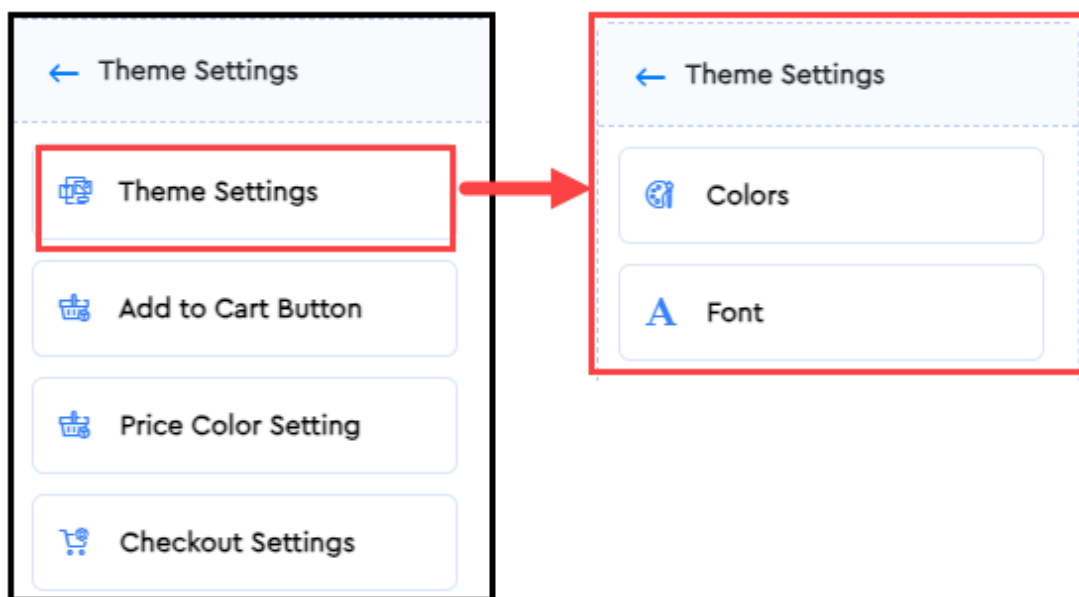 Theme Settings
Theme Settings
Add to Cart Button
Price Color Setting
Checkout Settings
Theme Settings
Colors
Font